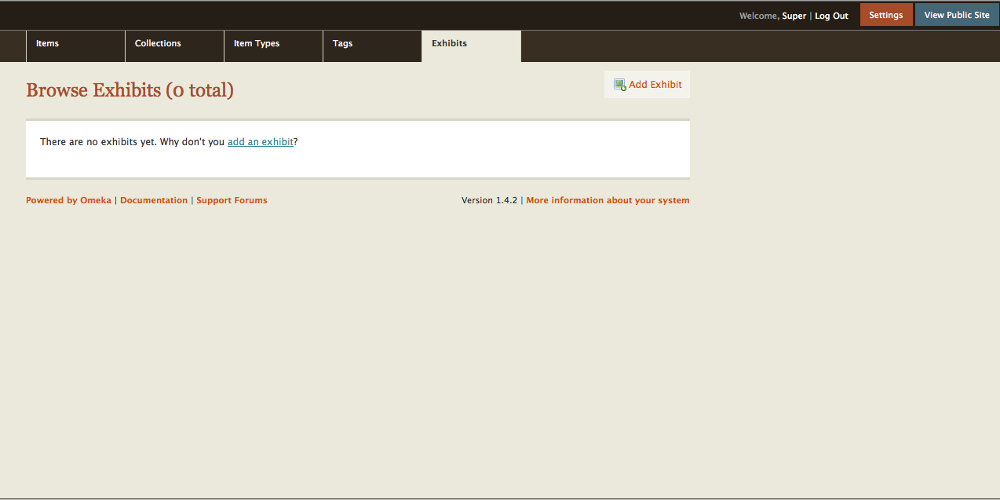 Welcome, Super | Log Out Settings View Public Site
Items Collections Item Types Tags Exhibits
Browse Exhibits (0 total)
Add Exhibit
There are no exhibits yet. Why don't you add an exhibit?
Powered by Omeka | Documentation | Support Forums
Version 1.4.2 | More information about your system